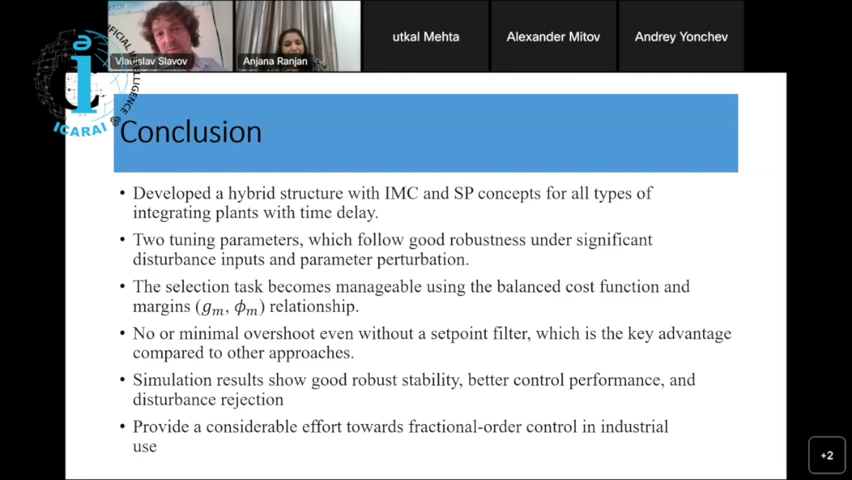 utkal Mehta
Alexander Mitov
Andrey Yonchev
Vladislav Slavov
Anjana Ranjan
ARTIFICIAL INTELLIGENCE
ICARAI
Conclusion
• Developed a hybrid structure with IMC and SP concepts for all types of
integrating plants with time delay.
• Two tuning parameters, which follow good robustness under significant
disturbance inputs and parameter perturbation.
• The selection task becomes manageable using the balanced cost function and
margins (gₘ, ϕₘ) relationship.
• No or minimal overshoot even without a setpoint filter, which is the key advantage
compared to other approaches.
• Simulation results show good robust stability, better control performance, and
disturbance rejection
• Provide a considerable effort towards fractional-order control in industrial
use
+2